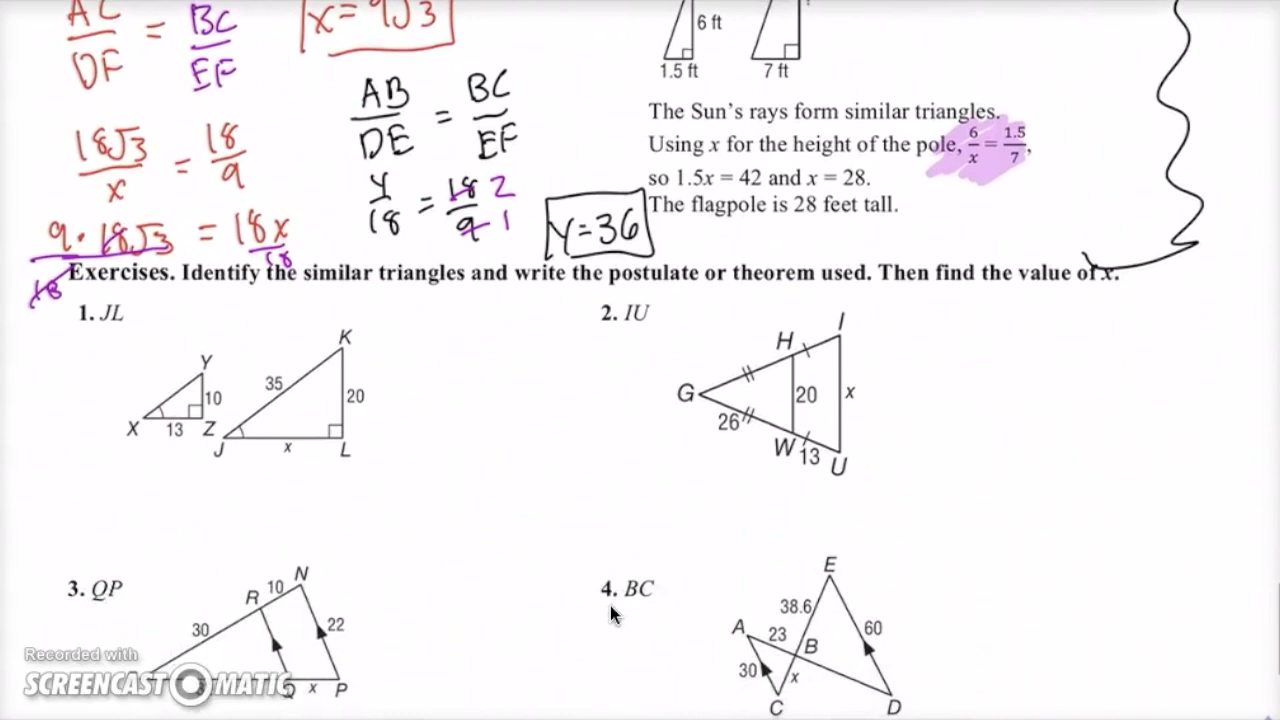 AC/DF = BC/EF
x = 9√3
18√3/x = 18/9
9 · 18√3 = 18x
18 18
AB/DE = BC/EF
Y/18 = 18/9 2/1
Y = 36
6 ft
1.5 ft 7 ft
The Sun's rays form similar triangles.
Using x for the height of the pole, 6/x = 1.5/7,
so 1.5x = 42 and x = 28.
The flagpole is 28 feet tall.
Exercises. Identify the similar triangles and write the postulate or theorem used. Then find the value of x.
1. JL
Y
10
X 13 Z
K
35
20
J x L
2. IU
I
H
G 20 x
26
W 13 U
3. QP
N
10
R
30
22
Q x P
4. BC
E
38.6
A 23 B 60
30 x
C D
Recorded with
SCREENCAST-O-MATIC